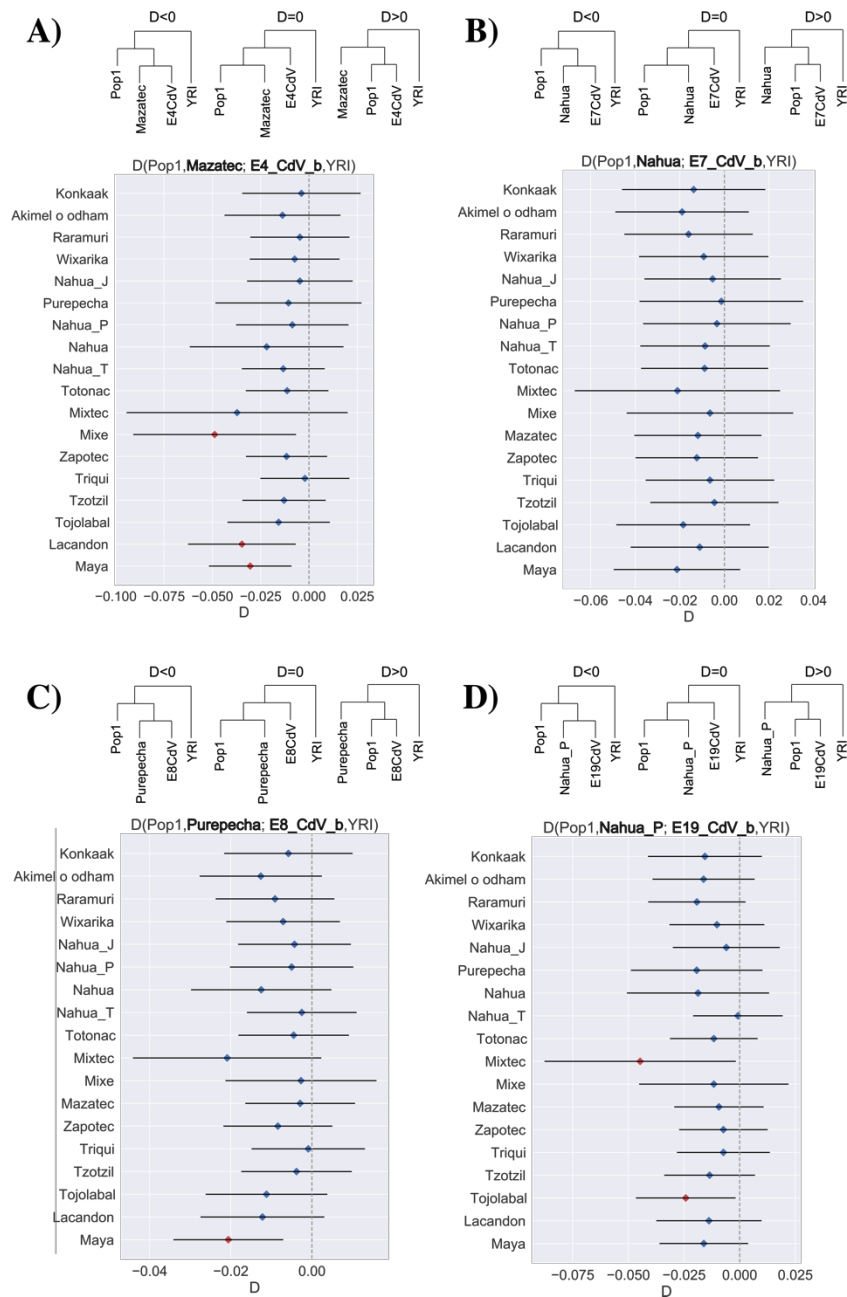 A)
D<0 D=0 D>0
Pop1 Mazatec E4CdV YRI Pop1 Mazatec E4CdV YRI Mazatec Pop1 E4CdV YRI
D(Pop1,Mazatec; E4_CdV_b,YRI)
Konkaak
Akimel o odham
Raramuri
Wixarika
Nahua_J
Purepecha
Nahua_P
Nahua
Nahua_T
Totonac
Mixtec
Mixe
Zapotec
Triqui
Tzotzil
Tojolabal
Lacandon
Maya
−0.100 −0.075 −0.050 −0.025 0.000 0.025
D
B)
D<0 D=0 D>0
Pop1 Nahua E7CdV YRI Pop1 Nahua E7CdV YRI Nahua Pop1 E7CdV YRI
D(Pop1,Nahua; E7_CdV_b,YRI)
Konkaak
Akimel o odham
Raramuri
Wixarika
Nahua_J
Purepecha
Nahua_P
Nahua_T
Totonac
Mixtec
Mixe
Mazatec
Zapotec
Triqui
Tzotzil
Tojolabal
Lacandon
Maya
−0.06 −0.04 −0.02 0.00 0.02 0.04
D
C)
D<0 D=0 D>0
Pop1 Purepecha E8CdV YRI Pop1 Purepecha E8CdV YRI Purepecha Pop1 E8CdV YRI
D(Pop1,Purepecha; E8_CdV_b,YRI)
Konkaak
Akimel o odham
Raramuri
Wixarika
Nahua_J
Nahua_P
Nahua
Nahua_T
Totonac
Mixtec
Mixe
Mazatec
Zapotec
Triqui
Tzotzil
Tojolabal
Lacandon
Maya
−0.04 −0.02 0.00
D
D)
D<0 D=0 D>0
Pop1 Nahua_P E19CdV YRI Pop1 Nahua_P E19CdV YRI Nahua_P Pop1 E19CdV YRI
D(Pop1,Nahua_P; E19_CdV_b,YRI)
Konkaak
Akimel o odham
Raramuri
Wixarika
Nahua_J
Purepecha
Nahua
Nahua_T
Totonac
Mixtec
Mixe
Mazatec
Zapotec
Triqui
Tzotzil
Tojolabal
Lacandon
Maya
−0.075 −0.050 −0.025 0.000 0.025
D